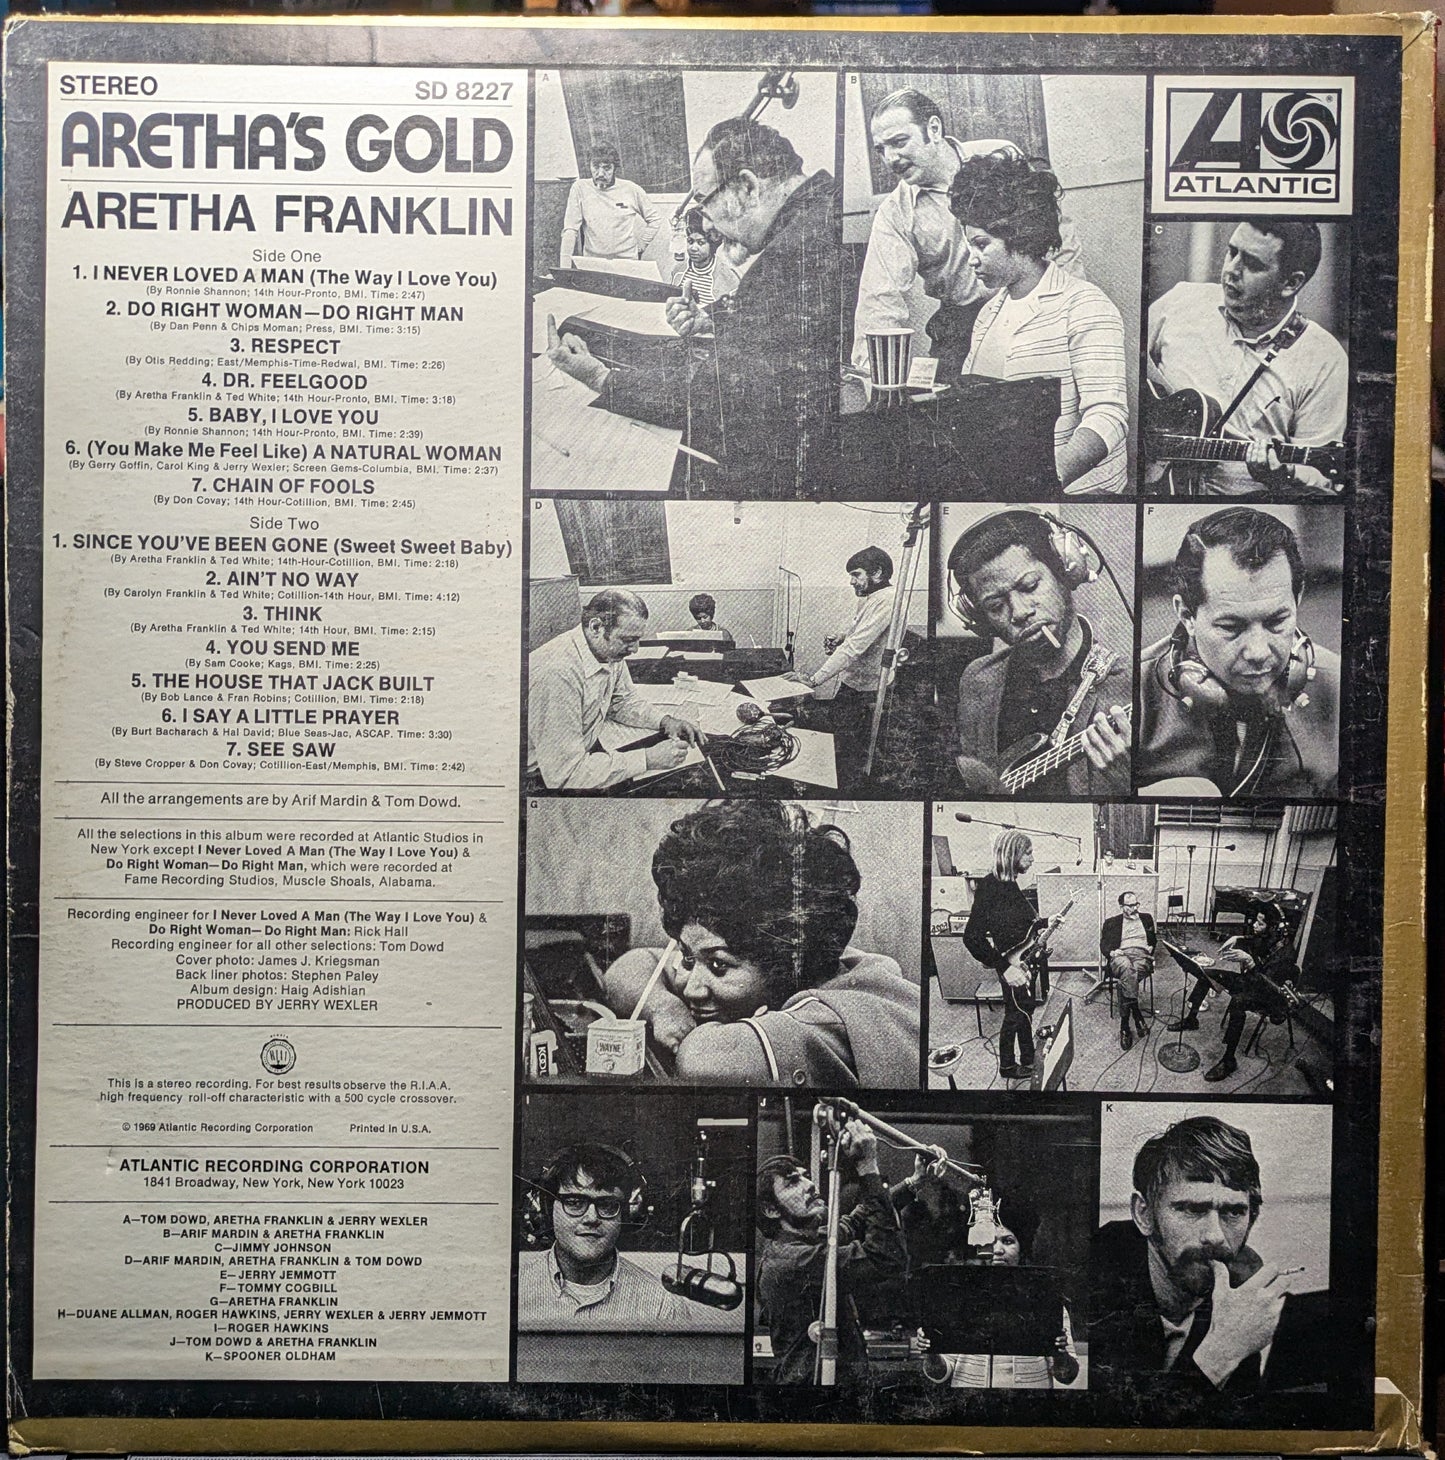 STEREO SD 8227
ARETHA'S GOLD
ARETHA FRANKLIN
Side One
1. I NEVER LOVED A MAN (The Way I Love You)
(By Ronnie Shannon; 14th Hour-Pronto, BMI. Time: 2:47)
2. DO RIGHT WOMAN—DO RIGHT MAN
(By Dan Penn & Chips Moman; Press, BMI. Time: 3:15)
3. RESPECT
(By Otis Redding; East/Memphis-Time-Redwal, BMI. Time: 2:26)
4. DR. FEELGOOD
(By Aretha Franklin & Ted White; 14th Hour-Pronto, BMI. Time: 3:18)
5. BABY, I LOVE YOU
(By Ronnie Shannon; 14th Hour-Pronto, BMI. Time: 2:39)
6. (You Make Me Feel Like) A NATURAL WOMAN
(By Gerry Goffin, Carol King & Jerry Wexler; Screen Gems-Columbia, BMI. Time: 2:37)
7. CHAIN OF FOOLS
(By Don Covay; 14th Hour-Cotillion, BMI. Time: 2:45)
Side Two
1. SINCE YOU'VE BEEN GONE (Sweet Sweet Baby)
(By Aretha Franklin & Ted White; 14th-Hour-Cotillion, BMI. Time: 2:18)
2. AIN'T NO WAY
(By Carolyn Franklin & Ted White; Cotillion-14th Hour, BMI. Time: 4:12)
3. THINK
(By Aretha Franklin & Ted White; 14th Hour, BMI. Time: 2:15)
4. YOU SEND ME
(By Sam Cooke; Kags, BMI. Time: 2:25)
5. THE HOUSE THAT JACK BUILT
(By Bob Lance & Fran Robins; Cotillion, BMI. Time: 2:18)
6. I SAY A LITTLE PRAYER
(By Burt Bacharach & Hal David; Blue Seas-Jac, ASCAP. Time: 3:30)
7. SEE SAW
(By Steve Cropper & Don Covay; Cotillion-East/Memphis, BMI. Time: 2:42)
All the arrangements are by Arif Mardin & Tom Dowd.
All the selections in this album were recorded at Atlantic Studios in
New York except I Never Loved A Man (The Way I Love You) &
Do Right Woman—Do Right Man, which were recorded at
Fame Recording Studios, Muscle Shoals, Alabama.
Recording engineer for I Never Loved A Man (The Way I Love You) &
Do Right Woman—Do Right Man: Rick Hall
Recording engineer for all other selections: Tom Dowd
Cover photo: James J. Kriegsman
Back liner photos: Stephen Paley
Album design: Haig Adishian
PRODUCED BY JERRY WEXLER
This is a stereo recording. For best results observe the R.I.A.A.
high frequency roll-off characteristic with a 500 cycle crossover.
© 1969 Atlantic Recording Corporation Printed in U.S.A.
ATLANTIC RECORDING CORPORATION
1841 Broadway, New York, New York 10023
A—TOM DOWD, ARETHA FRANKLIN & JERRY WEXLER
B—ARIF MARDIN & ARETHA FRANKLIN
C—JIMMY JOHNSON
D—ARIF MARDIN, ARETHA FRANKLIN & TOM DOWD
E—JERRY JEMMOTT
F—TOMMY COGBILL
G—ARETHA FRANKLIN
H—DUANE ALLMAN, ROGER HAWKINS, JERRY WEXLER & JERRY JEMMOTT
I—ROGER HAWKINS
J—TOM DOWD & ARETHA FRANKLIN
K—SPOONER OLDHAM
A
B
A ®
ATLANTIC
C
D
E
F
G
WAYNE
KOOL
H
I
J
K